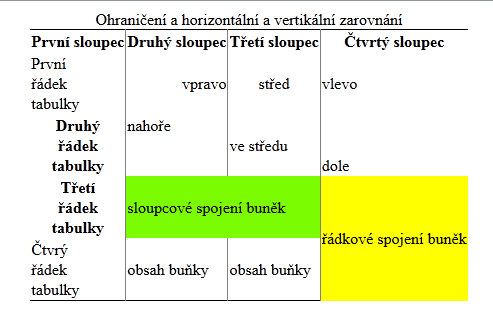 Ohraničení a horizontální a vertikální zarovnání
První sloupec Druhý sloupec Třetí sloupec Čtvrtý sloupec
První
řádek
tabulky
vpravo
střed
vlevo
Druhý
řádek
tabulky
nahoře
ve středu
dole
Třetí
řádek
tabulky
sloupcové spojení buněk
řádkové spojení buněk
Čtvrý
řádek
tabulky
obsah buňky
obsah buňky